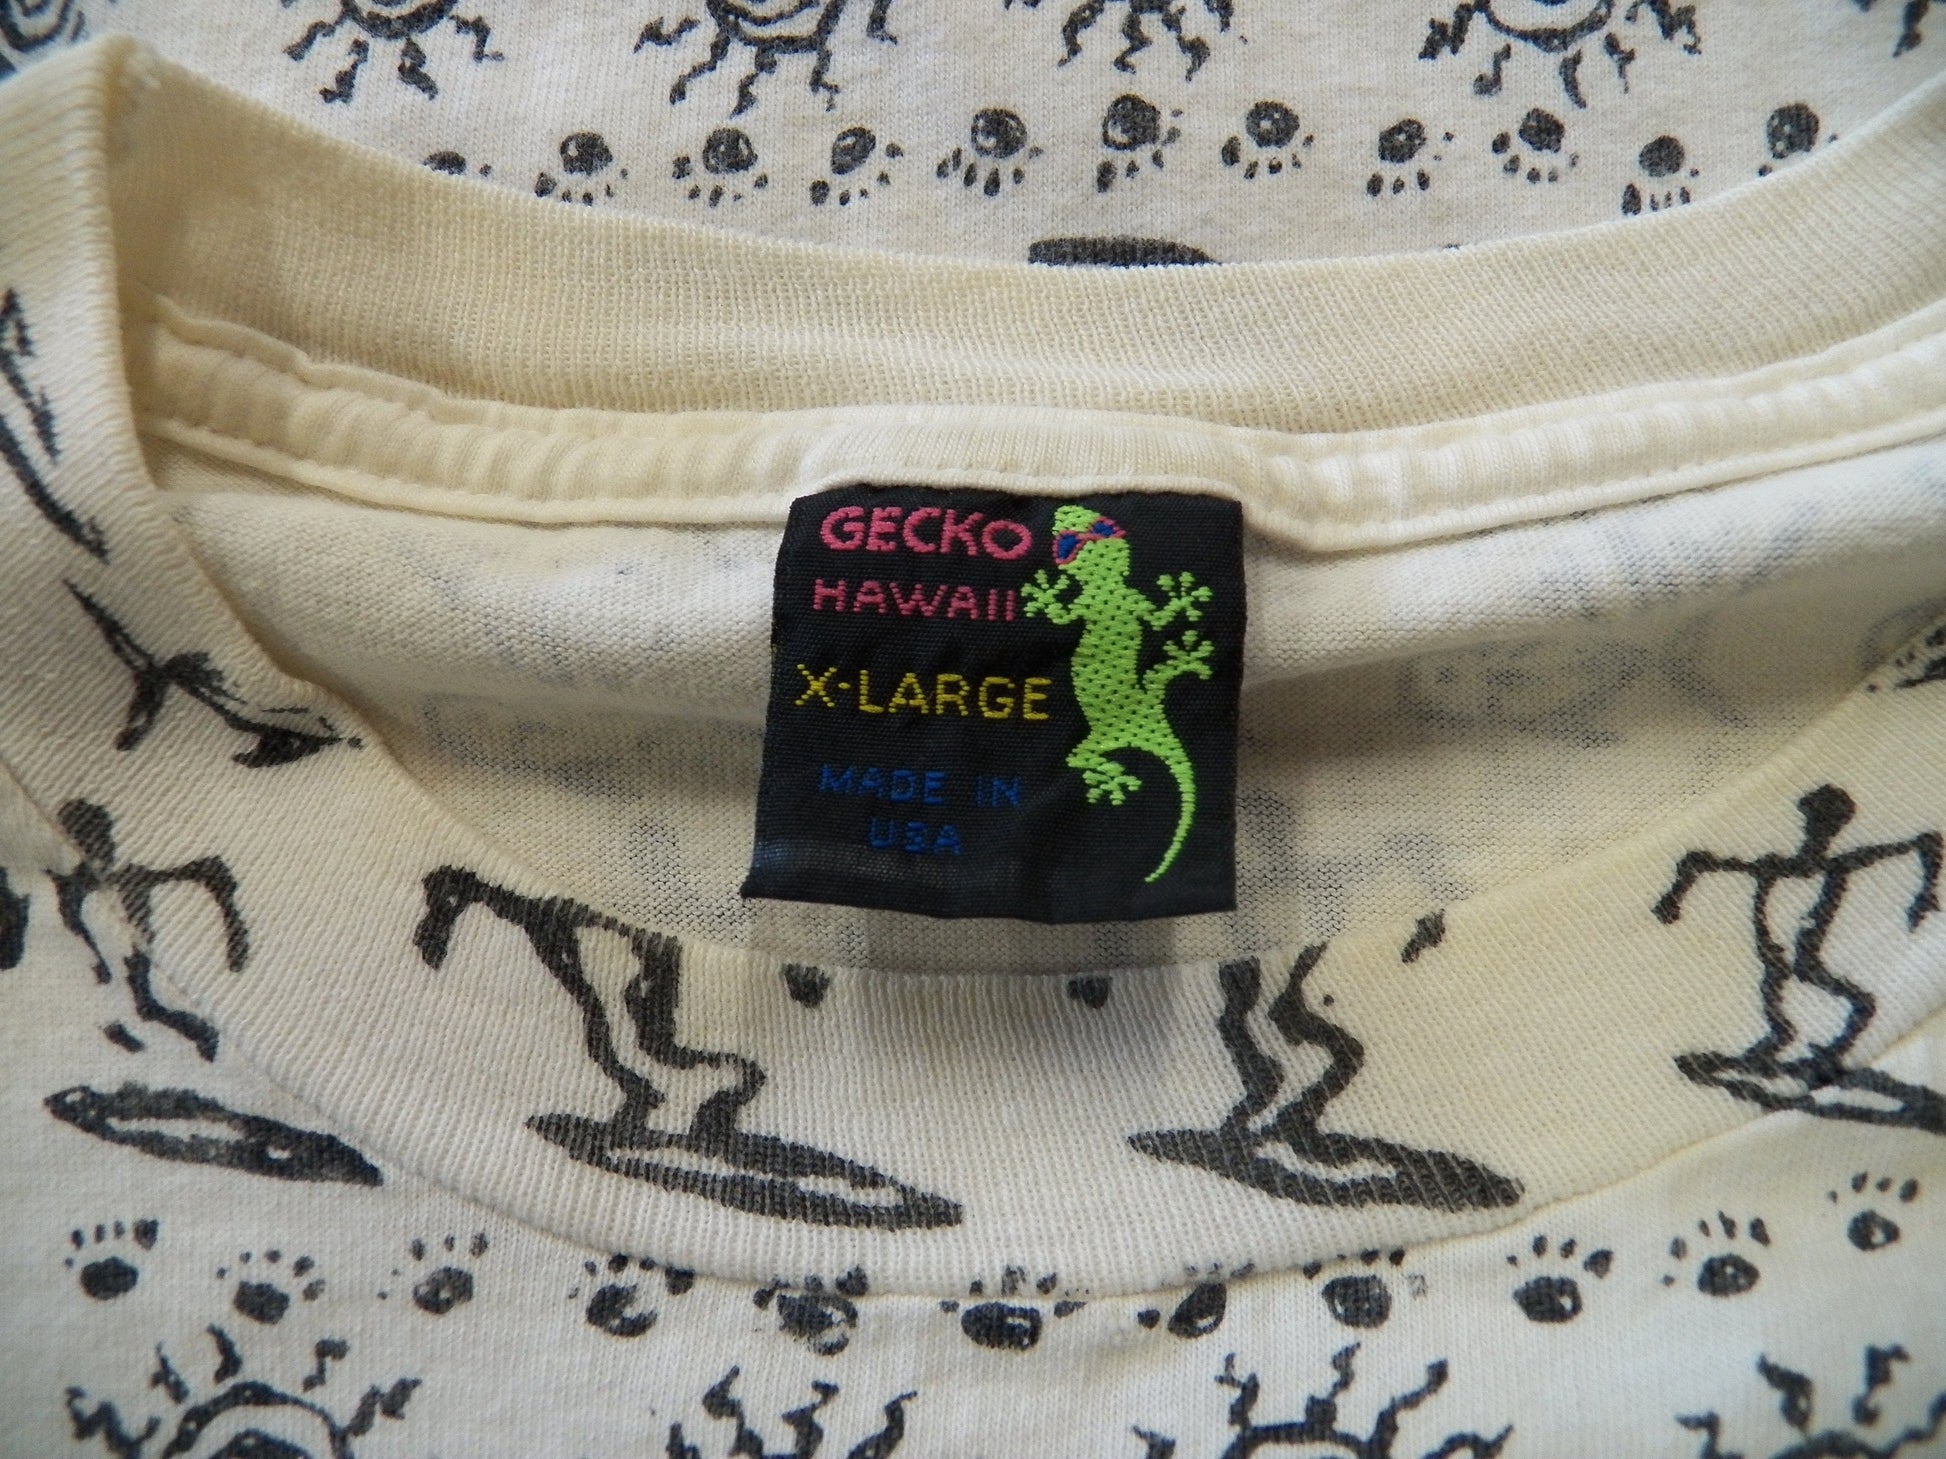 GECKO
HAWAII
X-LARGE
MADE IN
USA